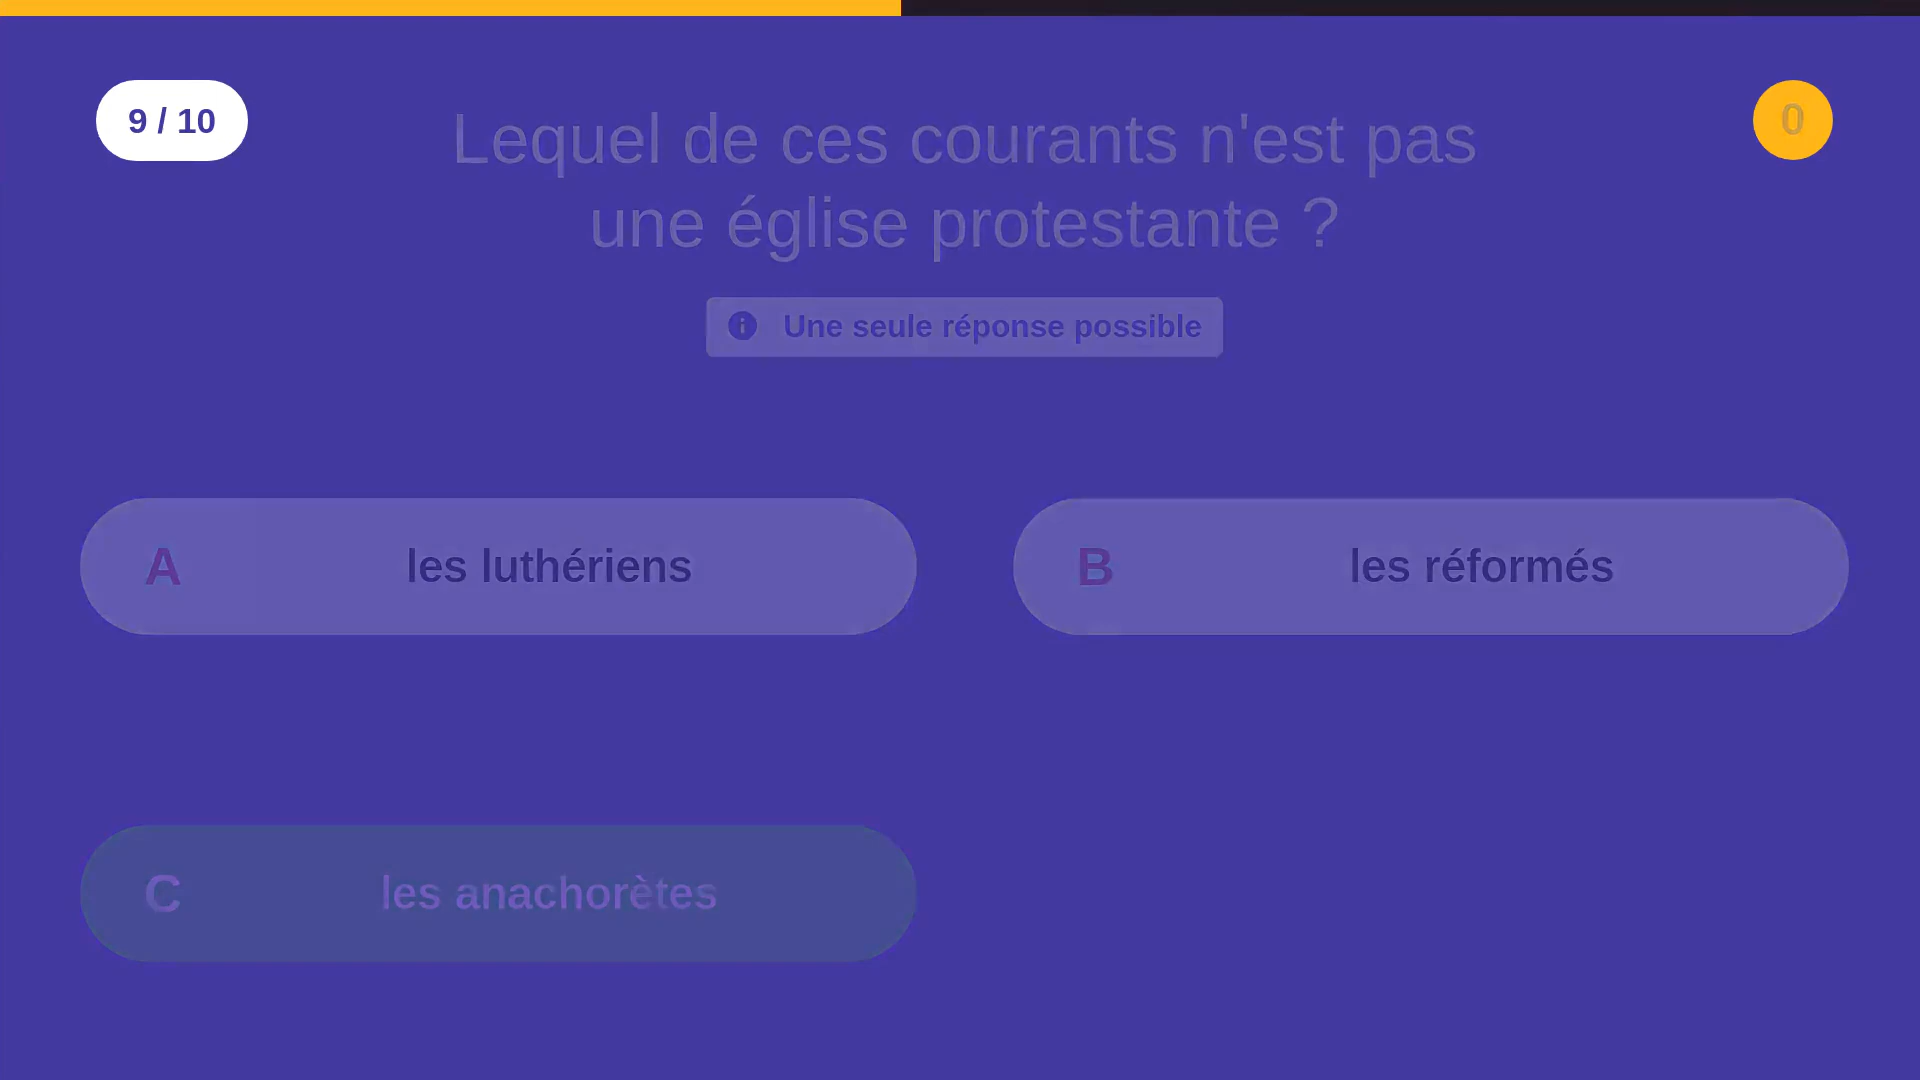 9 / 10
Lequel de ces courants n'est pas
une église protestante ?
0
Une seule réponse possible
A les luthériens
B les réformés
C les anachorètes